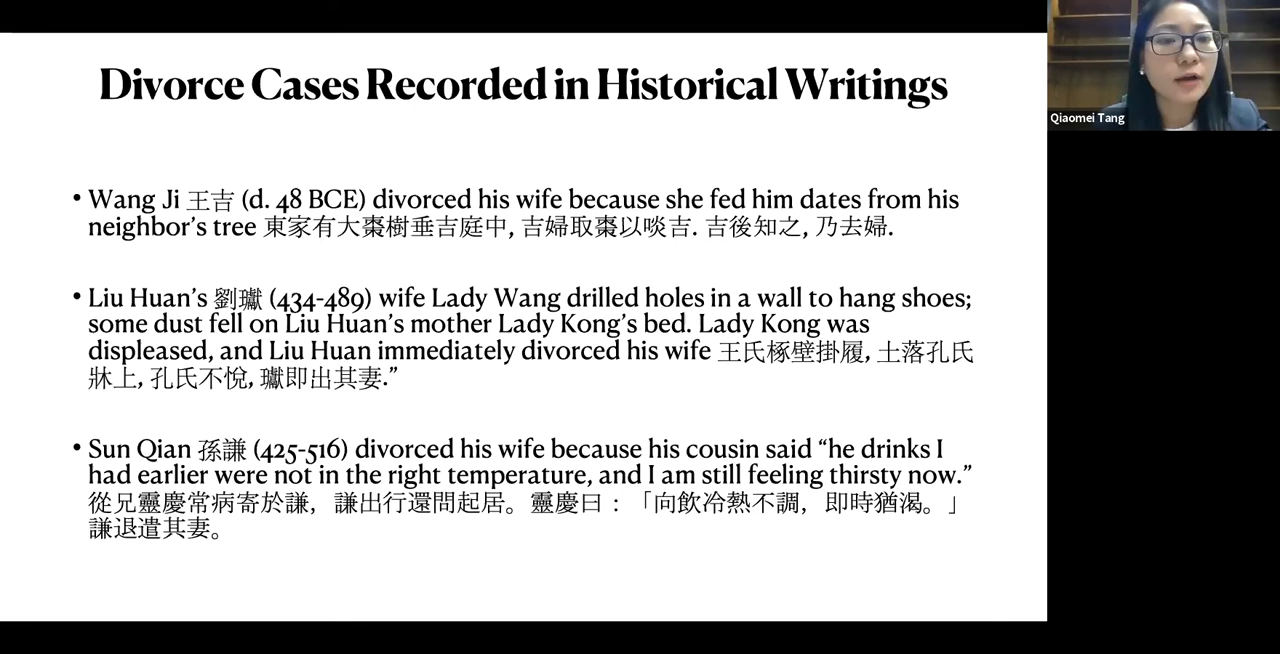 Divorce Cases Recorded in Historical Writings
Qiaomei Tang
• Wang Ji 王吉 (d. 48 BCE) divorced his wife because she fed him dates from his
neighbor’s tree 東家有大棗樹垂吉庭中, 吉婦取棗以啖吉. 吉後知之, 乃去婦.
• Liu Huan’s 劉瓛 (434-489) wife Lady Wang drilled holes in a wall to hang shoes;
some dust fell on Liu Huan’s mother Lady Kong’s bed. Lady Kong was
displeased, and Liu Huan immediately divorced his wife 王氏椓壁掛履, 土落孔氏
牀上, 孔氏不悅, 瓛即出其妻.”
• Sun Qian 孫謙 (425-516) divorced his wife because his cousin said “he drinks I
had earlier were not in the right temperature, and I am still feeling thirsty now.”
從兄靈慶常病寄於謙，謙出行還問起居。靈慶曰：「向飲冷熱不調，即時猶渴。」
謙退遣其妻。